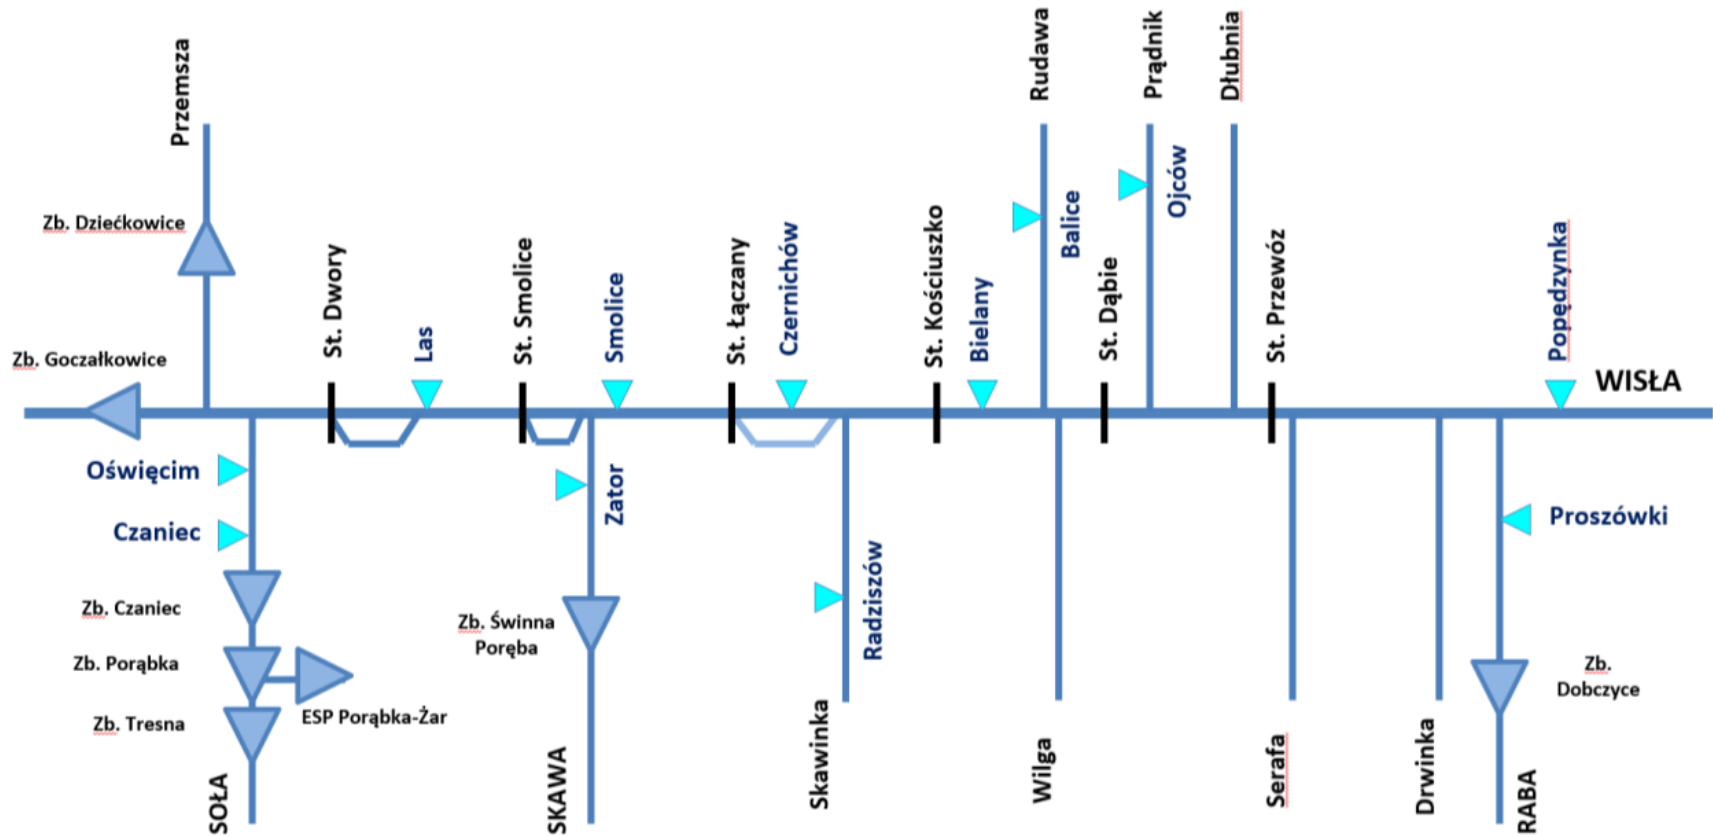 Przemsza
Rudawa
Prądnik
Dłubnia
Zb. Dziećkowice
Balice
Ojców
Zb. Goczałkowice
St. Dwory
Las
St. Smolice
Smolice
St. Łączany
Czernichów
St. Kościuszko
Bielany
St. Dąbie
St. Przewóz
Popędzynka
WISŁA
Oświęcim
Czaniec
Zb. Czaniec
Zb. Porąbka
Zb. Tresna
ESP Porąbka-Żar
SOŁA
Zator
Zb. Świnna
Poręba
SKAWA
Radziszów
Skawinka
Wilga
Serafa
Drwinka
Proszówki
Zb.
Dobczyce
RABA